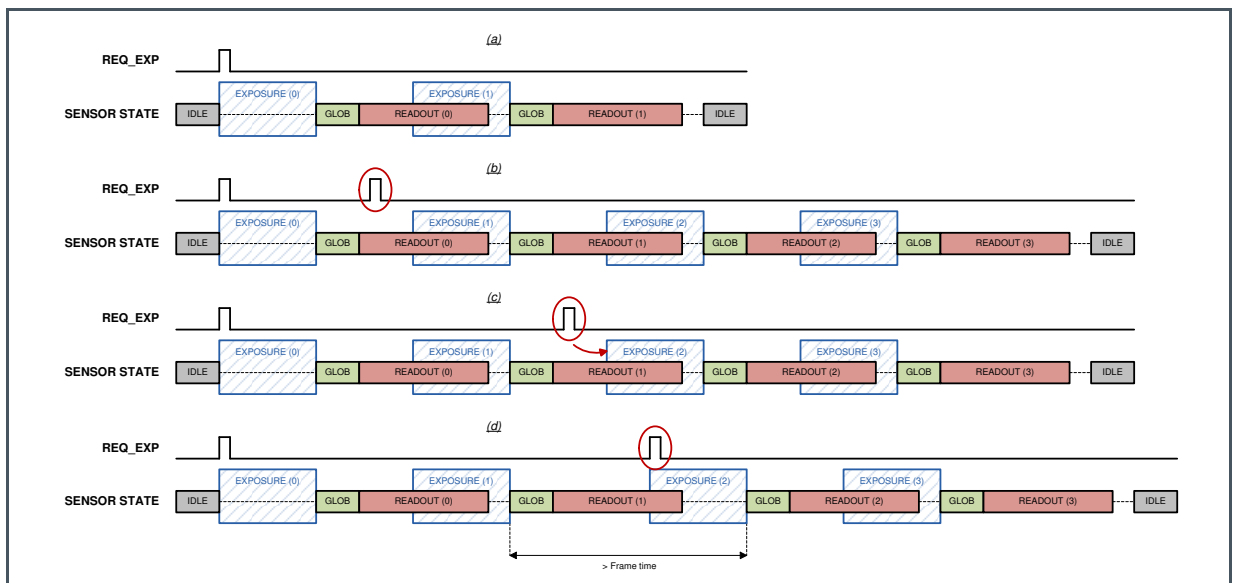 (a)
REQ_EXP
EXPOSURE (0) EXPOSURE (1)
SENSOR STATE IDLE GLOB READOUT (0) GLOB READOUT (1) IDLE
(b)
REQ_EXP
EXPOSURE (0) EXPOSURE (1) EXPOSURE (2) EXPOSURE (3)
SENSOR STATE IDLE GLOB READOUT (0) GLOB READOUT (1) GLOB READOUT (2) GLOB READOUT (3) IDLE
(c)
REQ_EXP
EXPOSURE (0) EXPOSURE (1) EXPOSURE (2) EXPOSURE (3)
SENSOR STATE IDLE GLOB READOUT (0) GLOB READOUT (1) GLOB READOUT (2) GLOB READOUT (3) IDLE
(d)
REQ_EXP
EXPOSURE (0) EXPOSURE (1) EXPOSURE (2) EXPOSURE (3)
SENSOR STATE IDLE GLOB READOUT (0) GLOB READOUT (1) GLOB READOUT (2) GLOB READOUT (3) IDLE
> Frame time